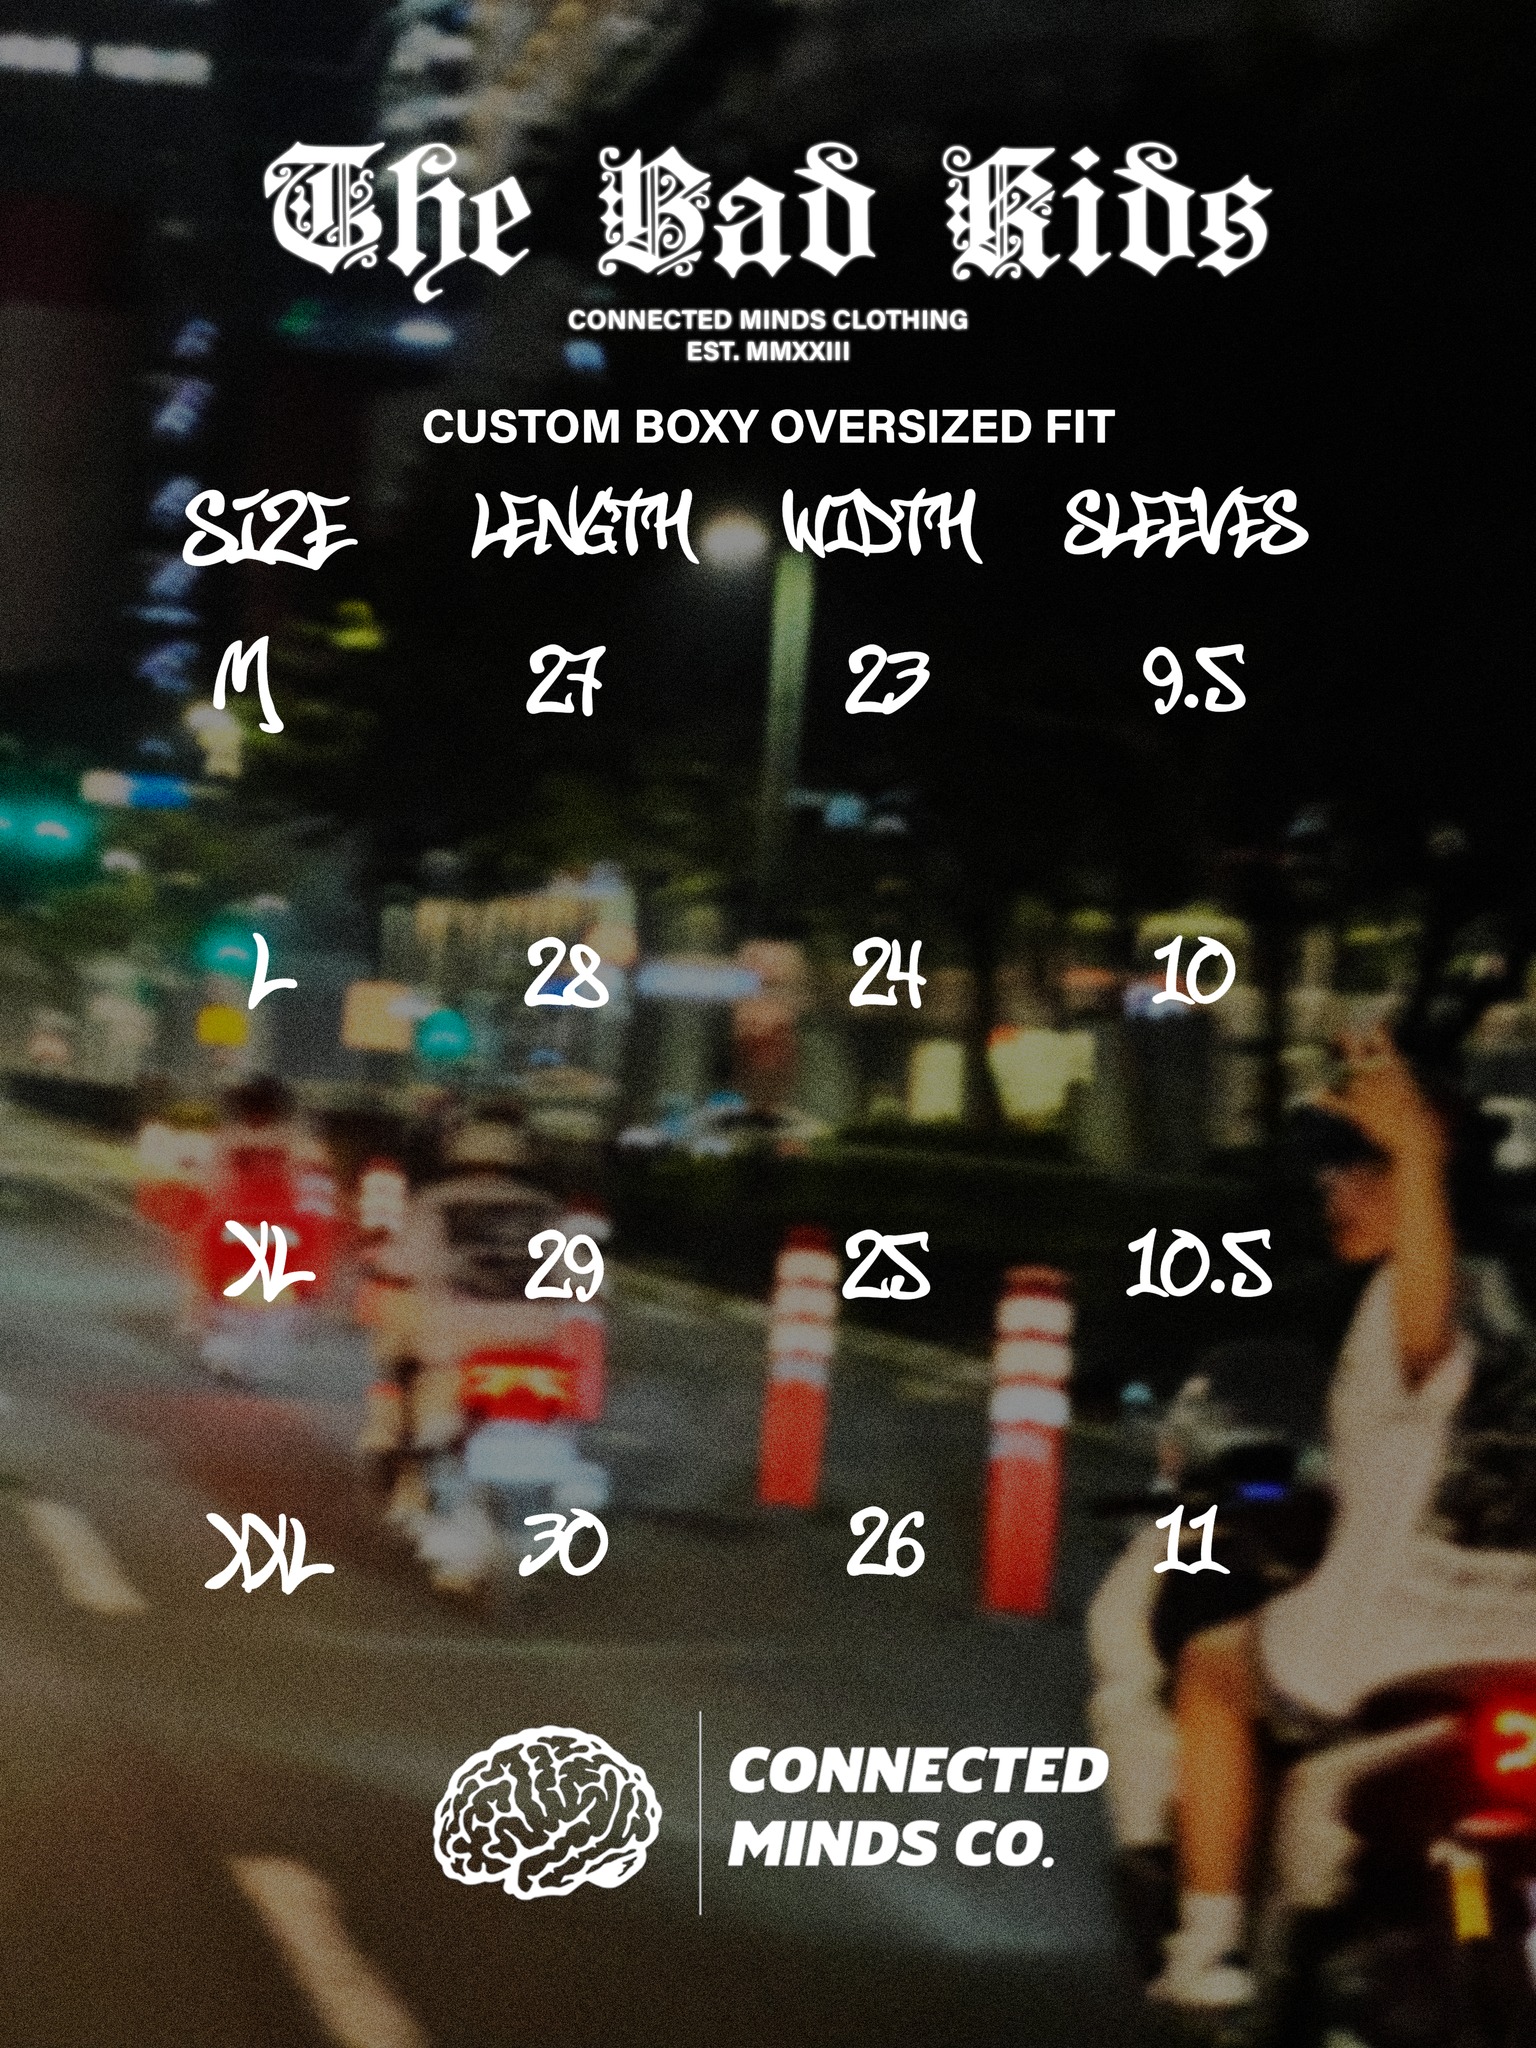 The Bad Kids
CONNECTED MINDS CLOTHING
EST. MMXXIII
CUSTOM BOXY OVERSIZED FIT
SIZE LENGTH WIDTH SLEEVES
M 27 23 9.5
L 28 24 10
XL 29 25 10.5
XXL 30 26 11
CONNECTED
MINDS CO.